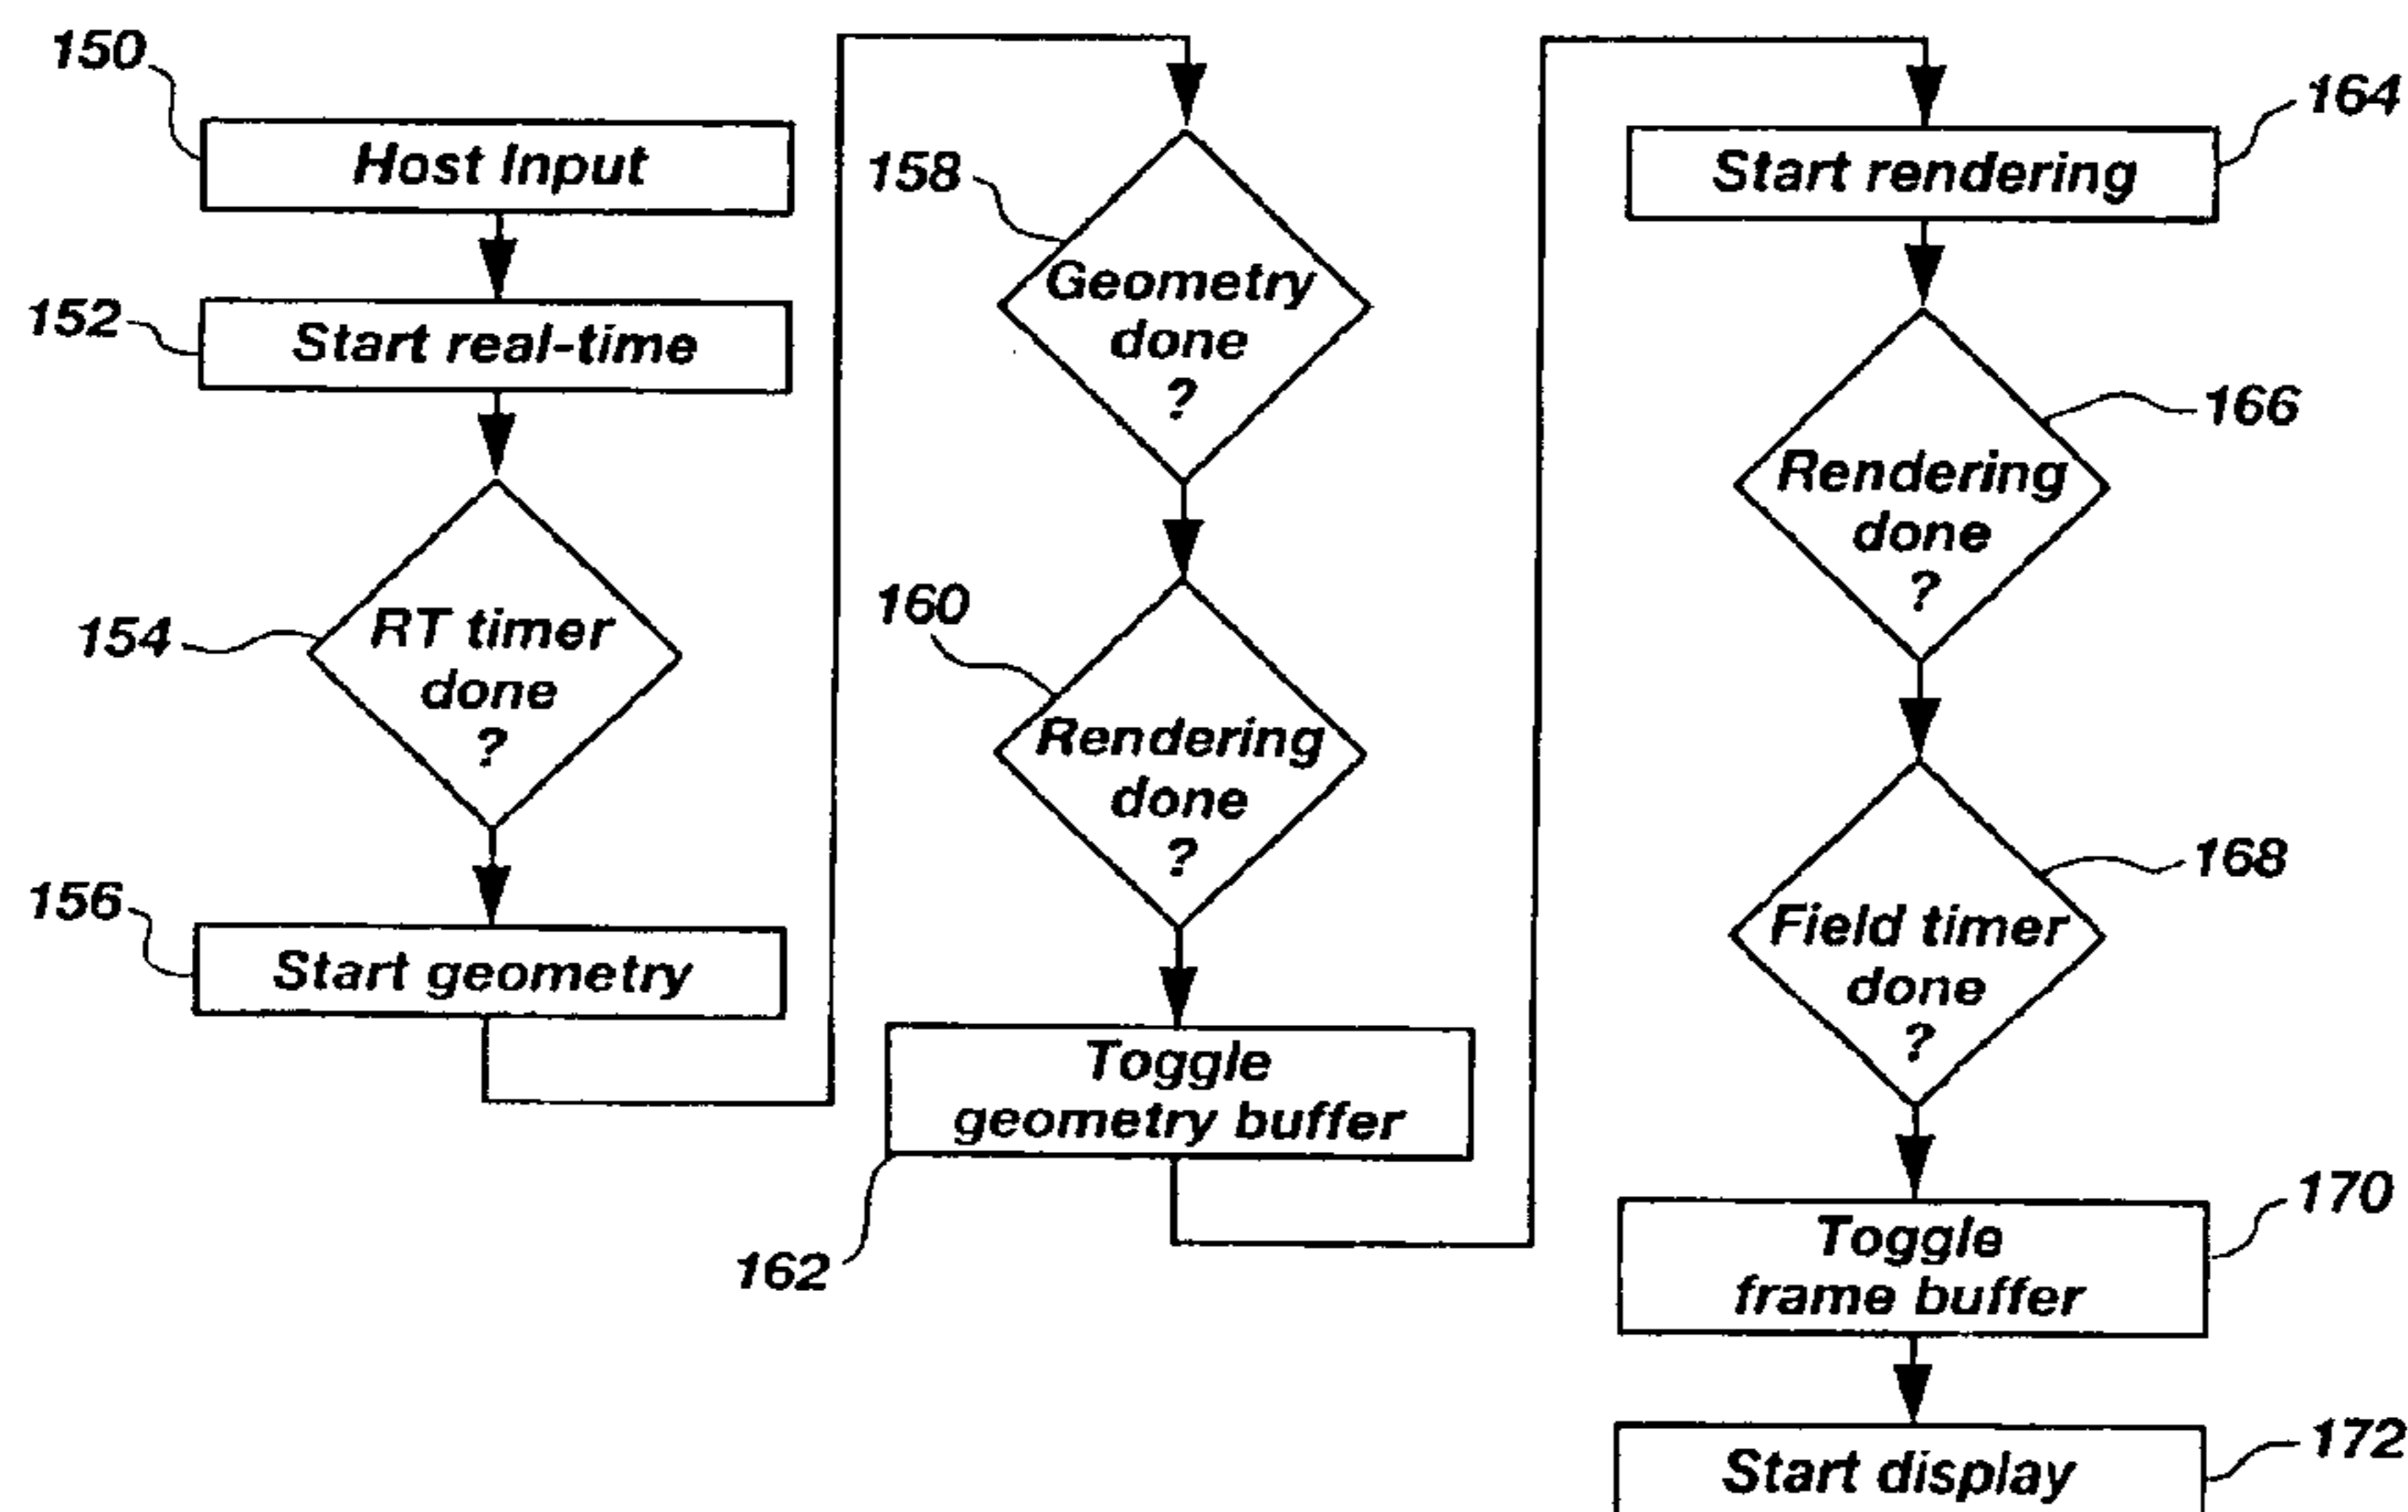 150
Host Input
152
Start real-time
154
RT timer
done
?
156
Start geometry
158
Geometry
done
?
160
Rendering
done
?
Toggle
geometry buffer
162
164
Start rendering
166
Rendering
done
?
168
Field timer
done
?
170
Toggle
frame buffer
172
Start display